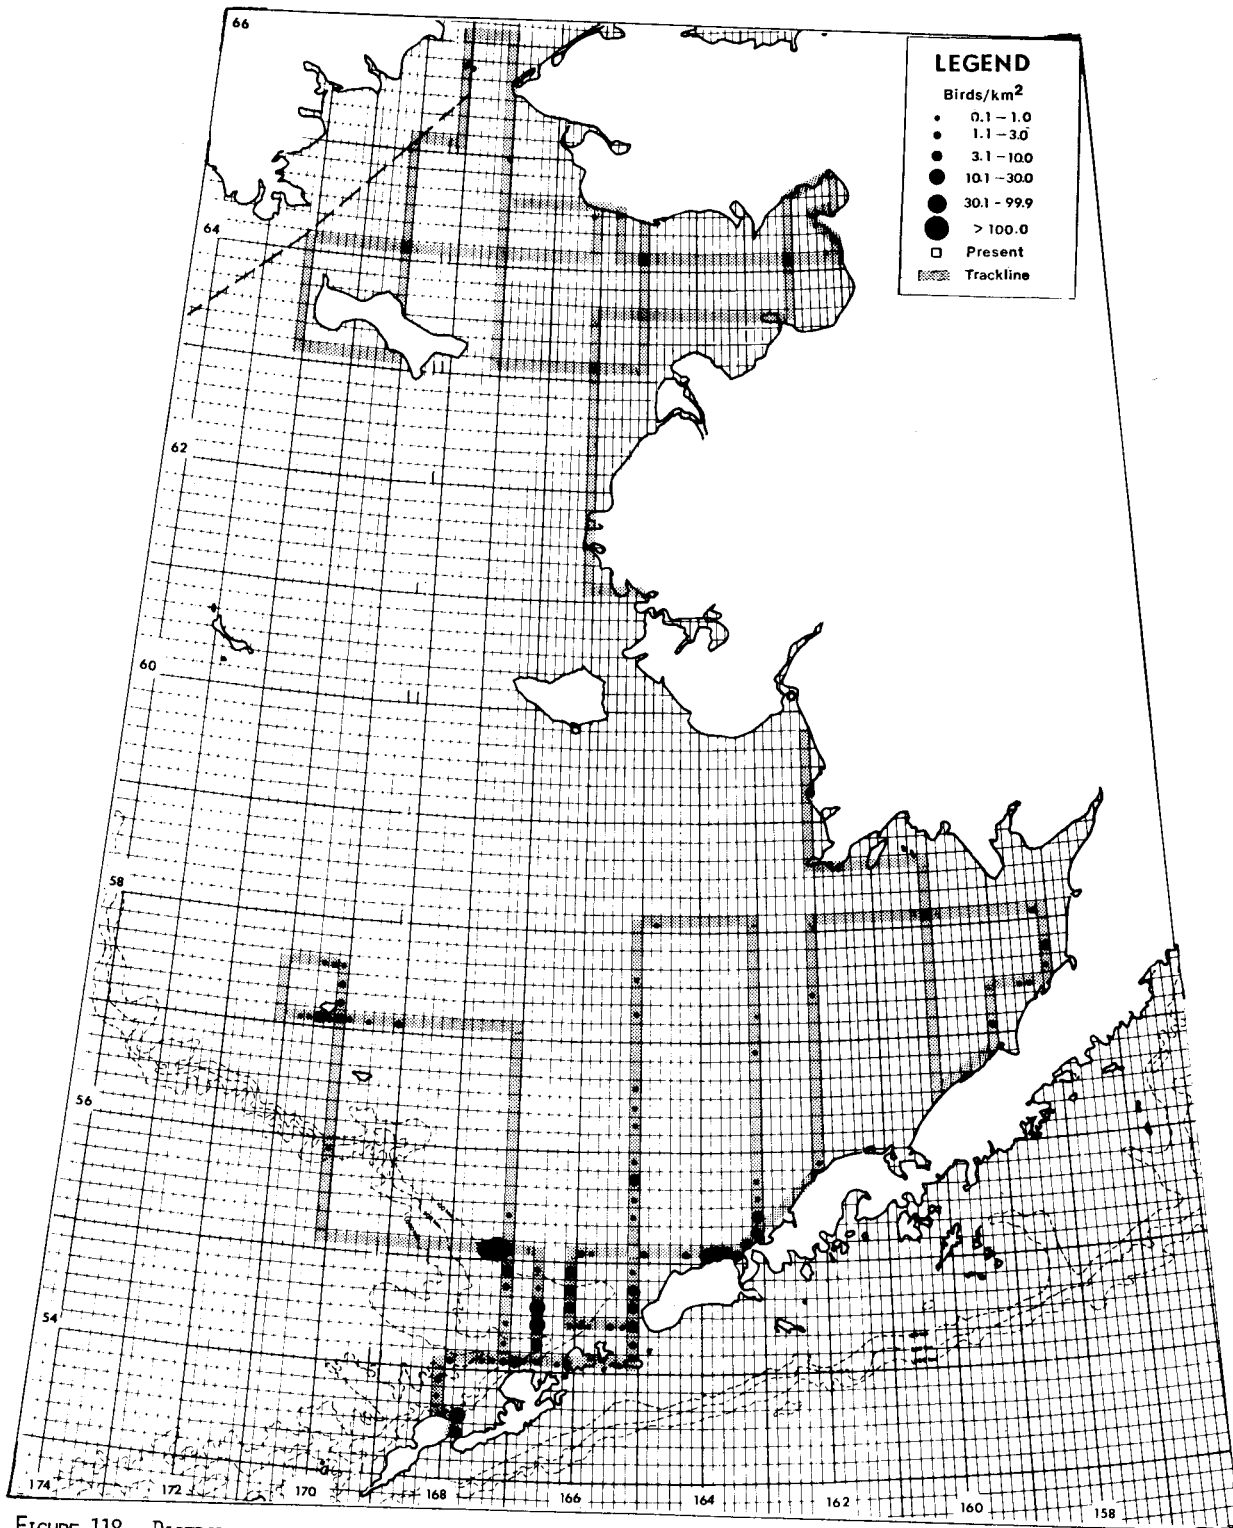 66
LEGEND
Birds/km²
0.1 – 1.0
1.1 – 3.0
3.1 – 10.0
10.1 – 30.0
30.1 – 99.9
> 100.0
Present
Trackline
64
62
60
58
56
54
174 172 170 168 166 164 162 160 158
FIGURE 118